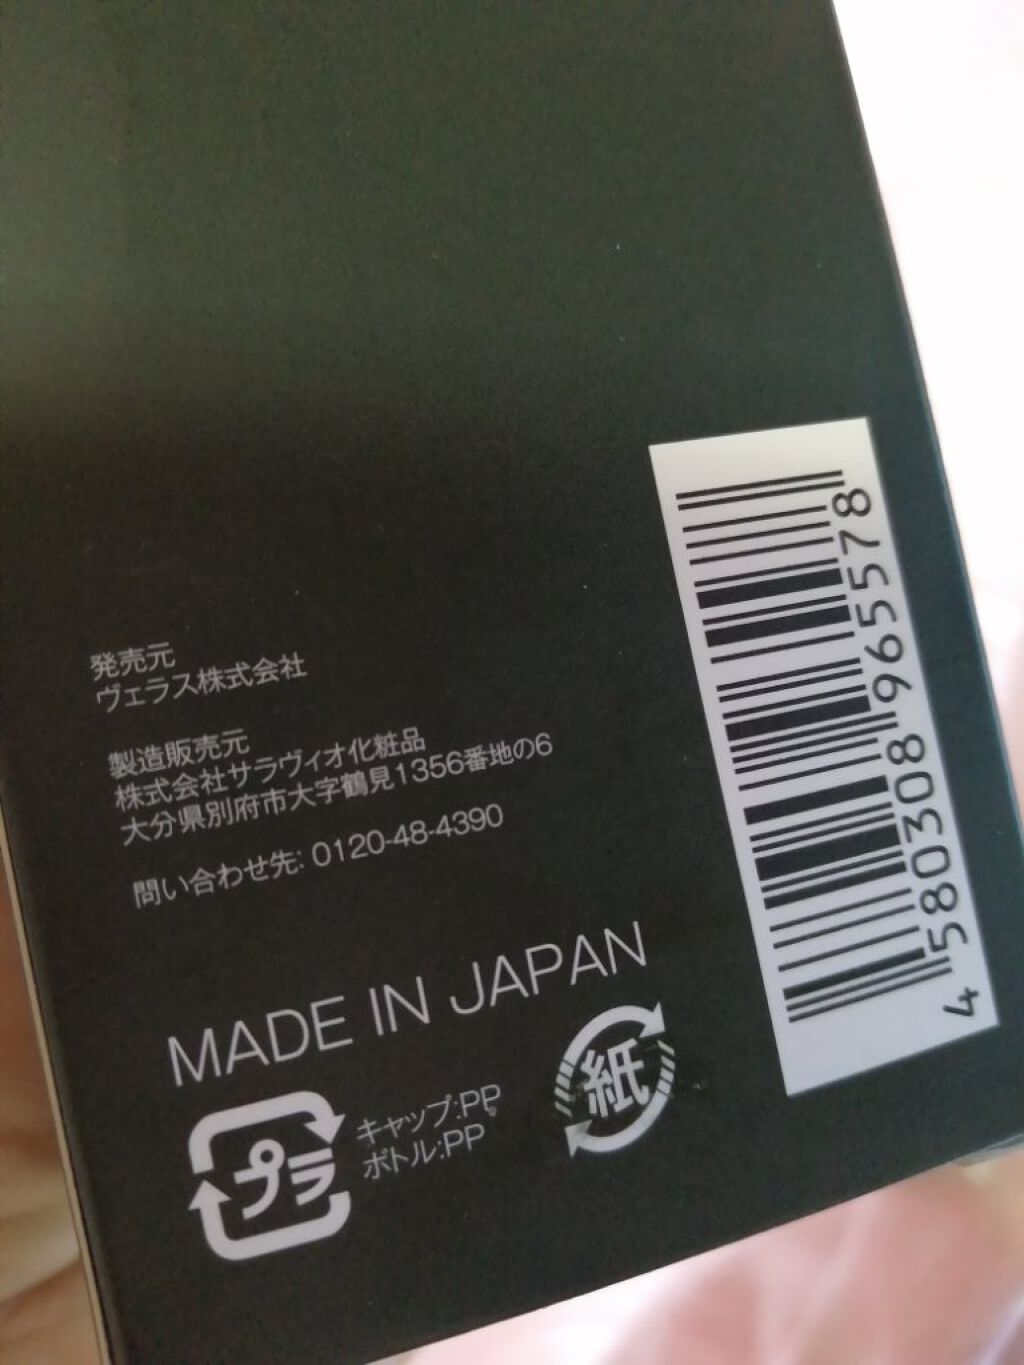 発売元
ヴェラス株式会社
製造販売元
株式会社サラヴィオ化粧品
大分県別府市大字鶴見1356番地の6
問い合わせ先: 0120-48-4390
MADE IN JAPAN
プラ
キャップ:PP
ボトル:PP
紙
4 580308 965578